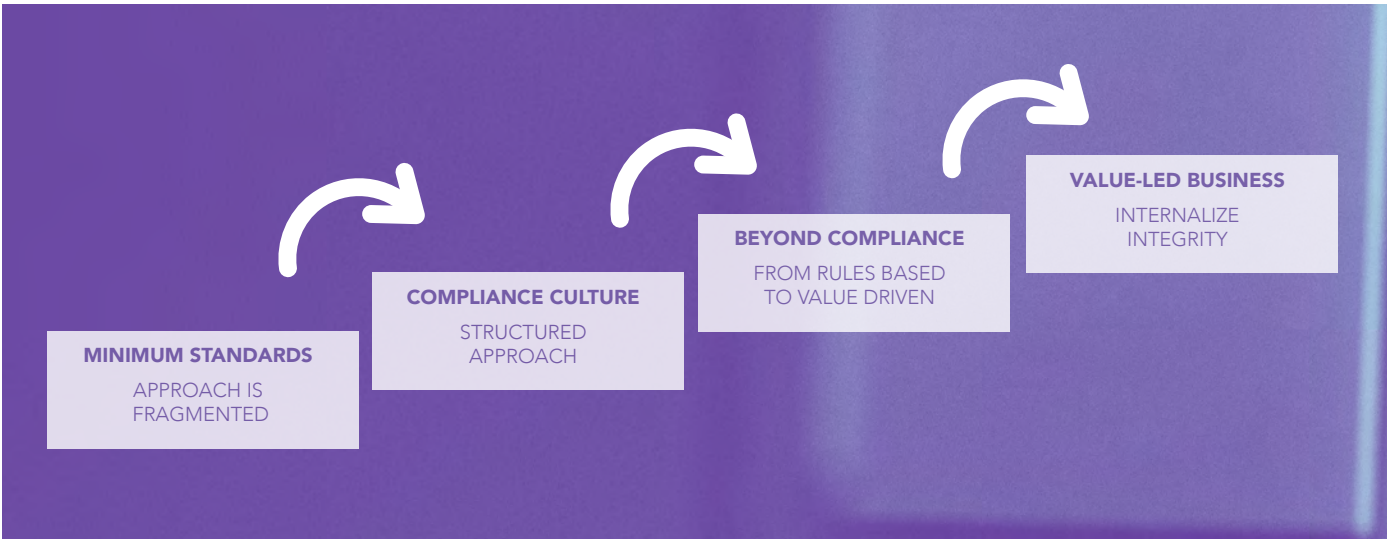 MINIMUM STANDARDS
APPROACH IS
FRAGMENTED
COMPLIANCE CULTURE
STRUCTURED
APPROACH
BEYOND COMPLIANCE
FROM RULES BASED
TO VALUE DRIVEN
VALUE-LED BUSINESS
INTERNALIZE
INTEGRITY